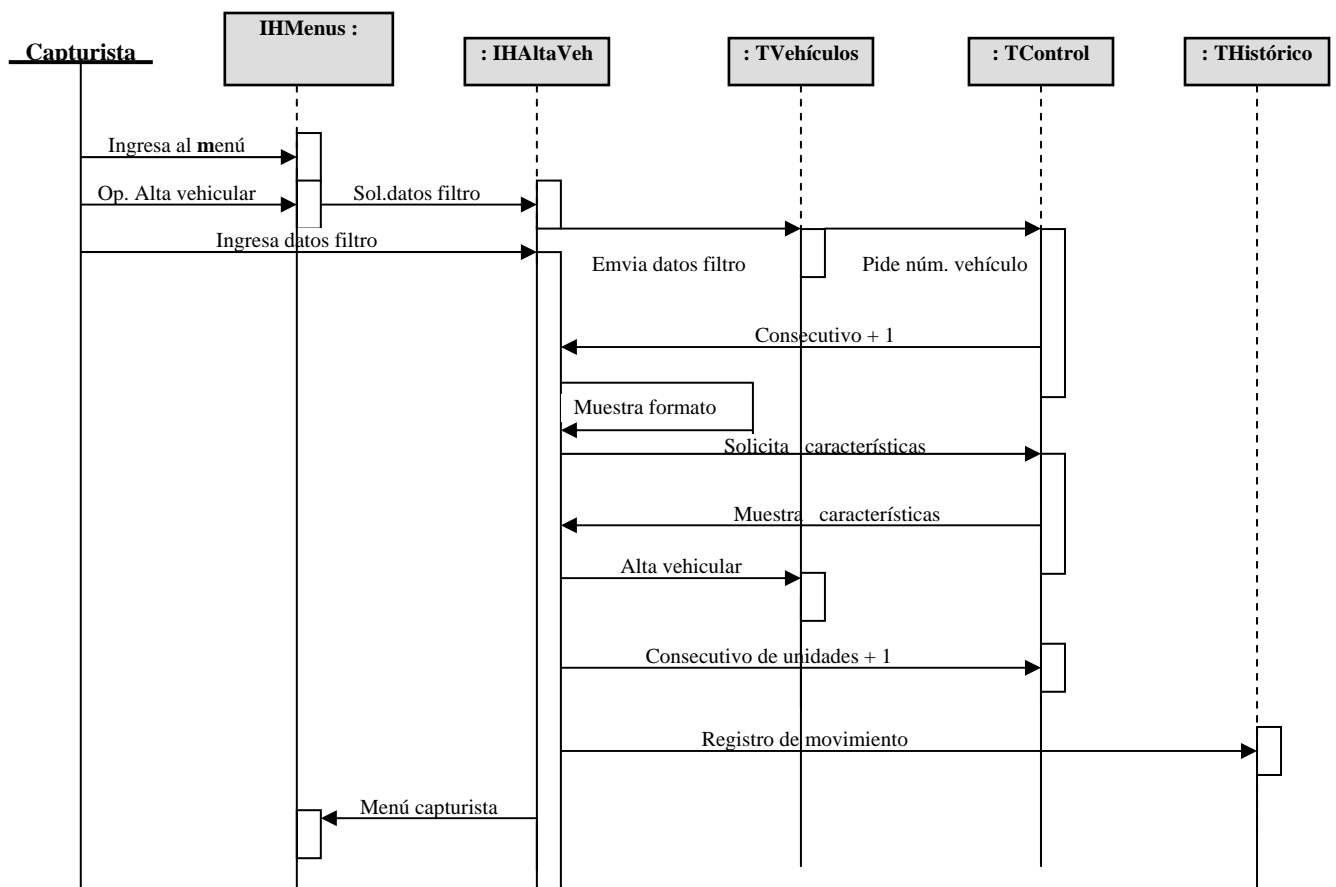 IHMenus :
Capturista
: IHAltaVeh
: TVehículos
: TControl
: THistórico
Ingresa al menú
Op. Alta vehicular
Sol.datos filtro
Ingresa datos filtro
Emvia datos filtro
Pide núm. vehículo
Consecutivo + 1
Muestra formato
Solicita características
Muestra características
Alta vehicular
Consecutivo de unidades + 1
Registro de movimiento
Menú capturista